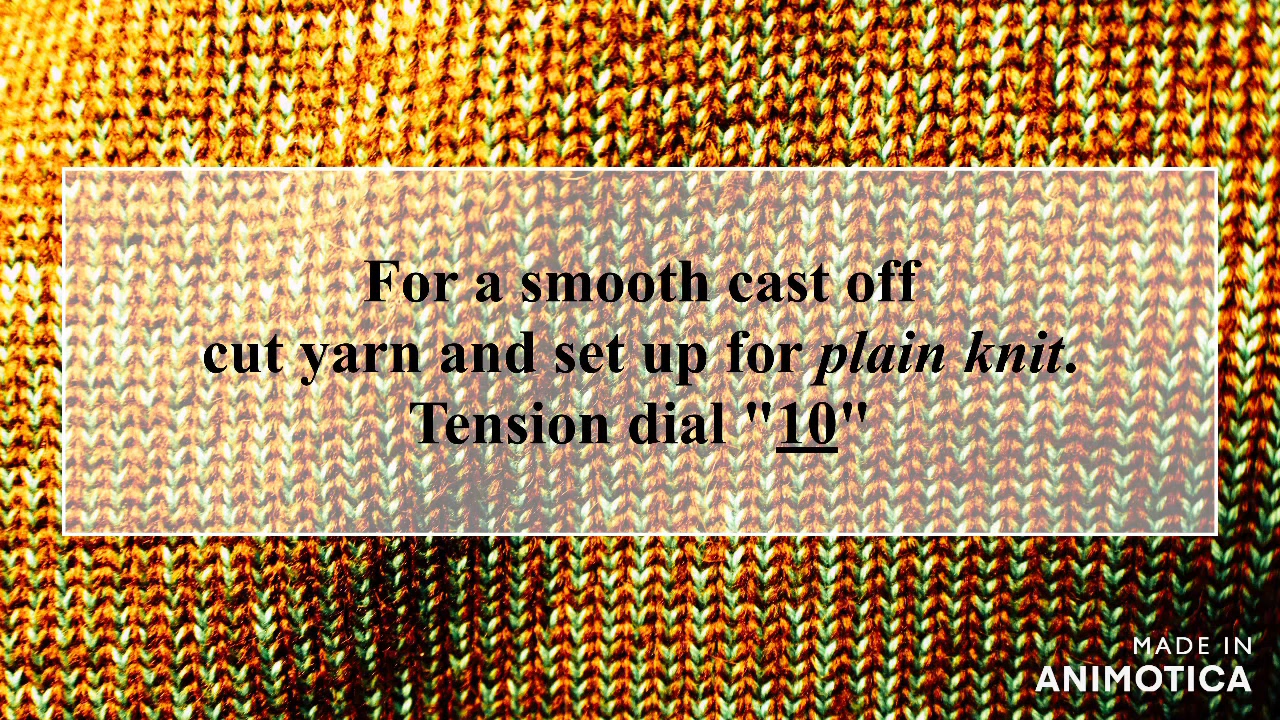 For a smooth cast off
cut yarn and set up for plain knit.
Tension dial "10"
MADE IN
ANIMOTICA